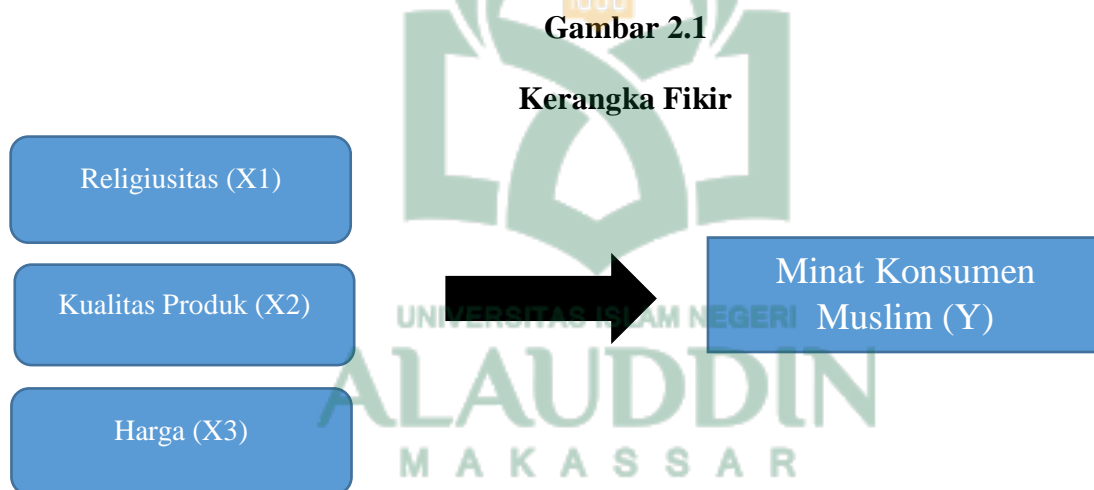 Gambar 2.1
Kerangka Fikir
Religiusitas (X1)
Kualitas Produk (X2)
Harga (X3)
Minat Konsumen
Muslim (Y)
UNIVERSITAS ISLAM NEGERI
ALAUDDIN
MAKASSAR